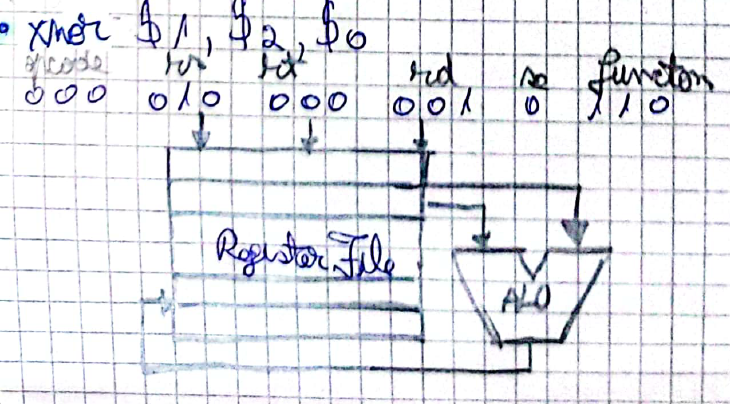 • xnor $1, $2, $0
opcode rs rt rd sa function
000 010 000 001 0 110
Register File
ALU